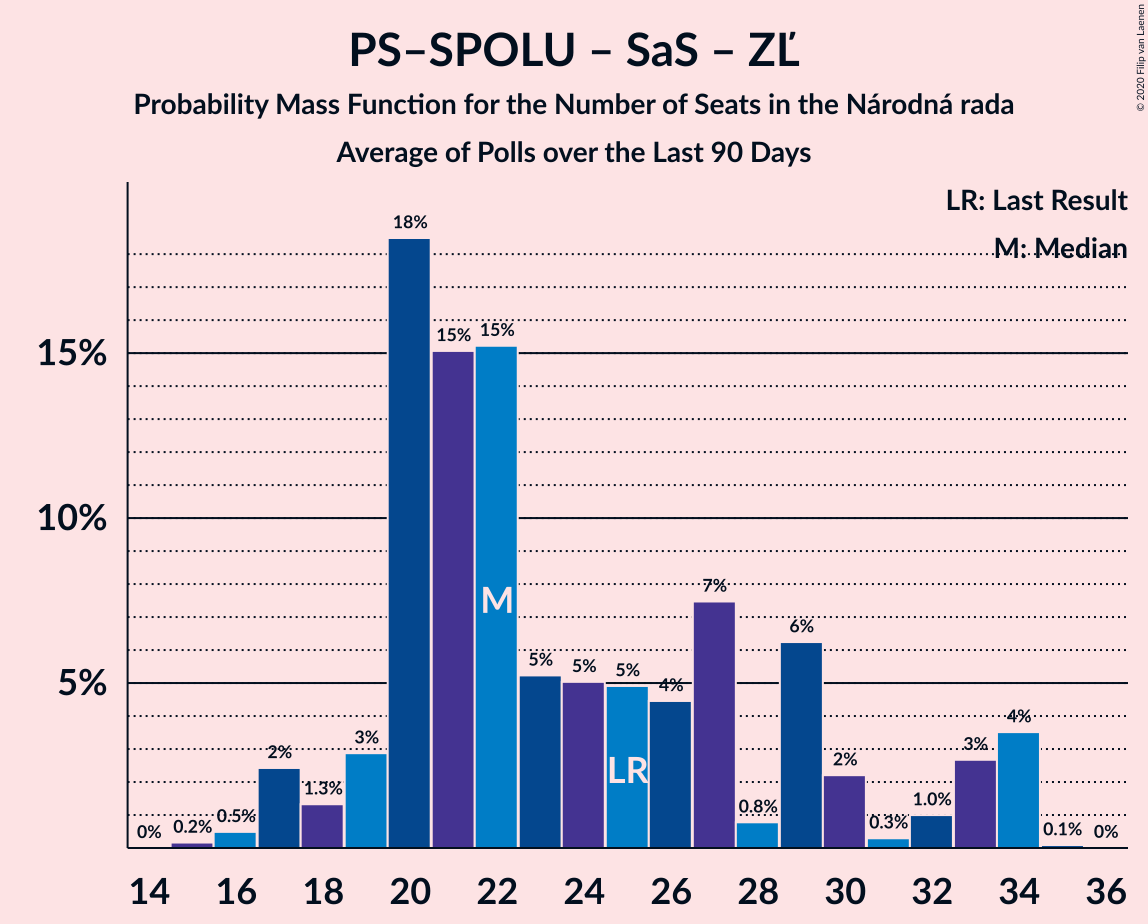 PS–SPOLU – SaS – ZĽ
Probability Mass Function for the Number of Seats in the Národná rada
Average of Polls over the Last 90 Days
© 2020 Filip van Laenen
LR: Last Result
M: Median
15%
10%
5%
0%
0.2%
0.5%
2%
1.3%
3%
18%
15%
15%
5%
5%
5%
4%
7%
0.8%
6%
2%
0.3%
1.0%
3%
4%
0.1%
0%
M
LR
14 16 18 20 22 24 26 28 30 32 34 36